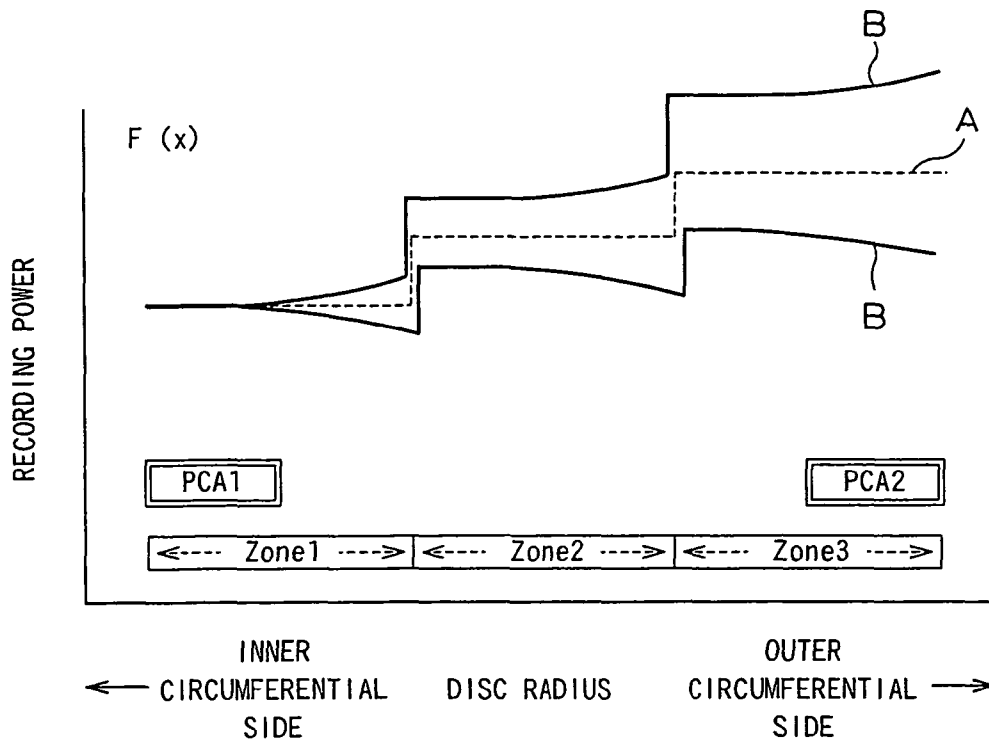 B
F (x)
A
B
RECORDING POWER
PCA1
PCA2
Zone1
Zone2
Zone3
INNER
CIRCUMFERENTIAL
SIDE
DISC RADIUS
OUTER
CIRCUMFERENTIAL
SIDE